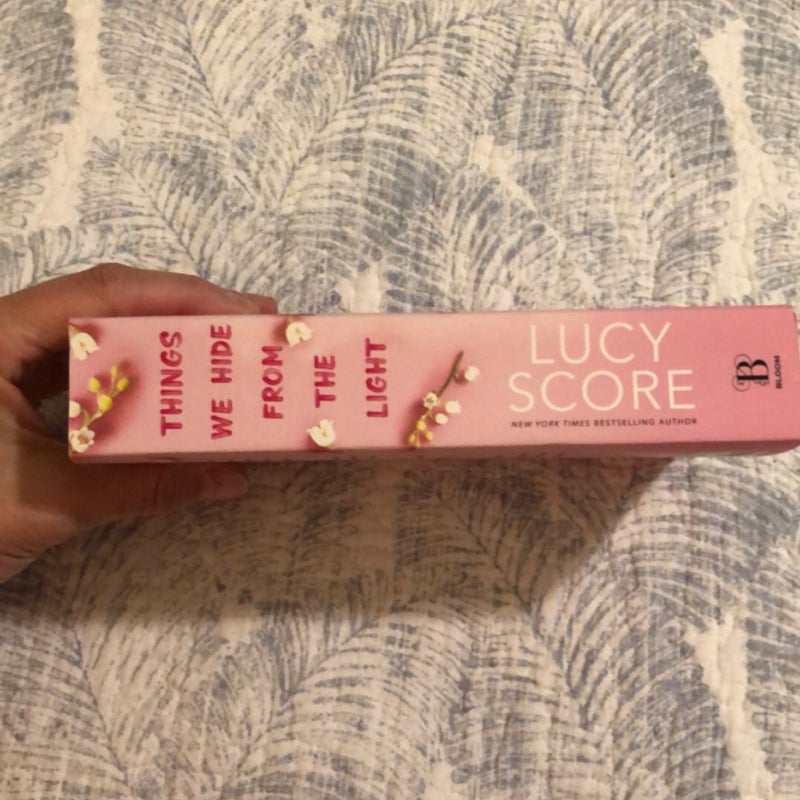 THINGS
WE HIDE
FROM
THE
LIGHT
LUCY
SCORE
NEW YORK TIMES BESTSELLING AUTHOR
B
BLOOM